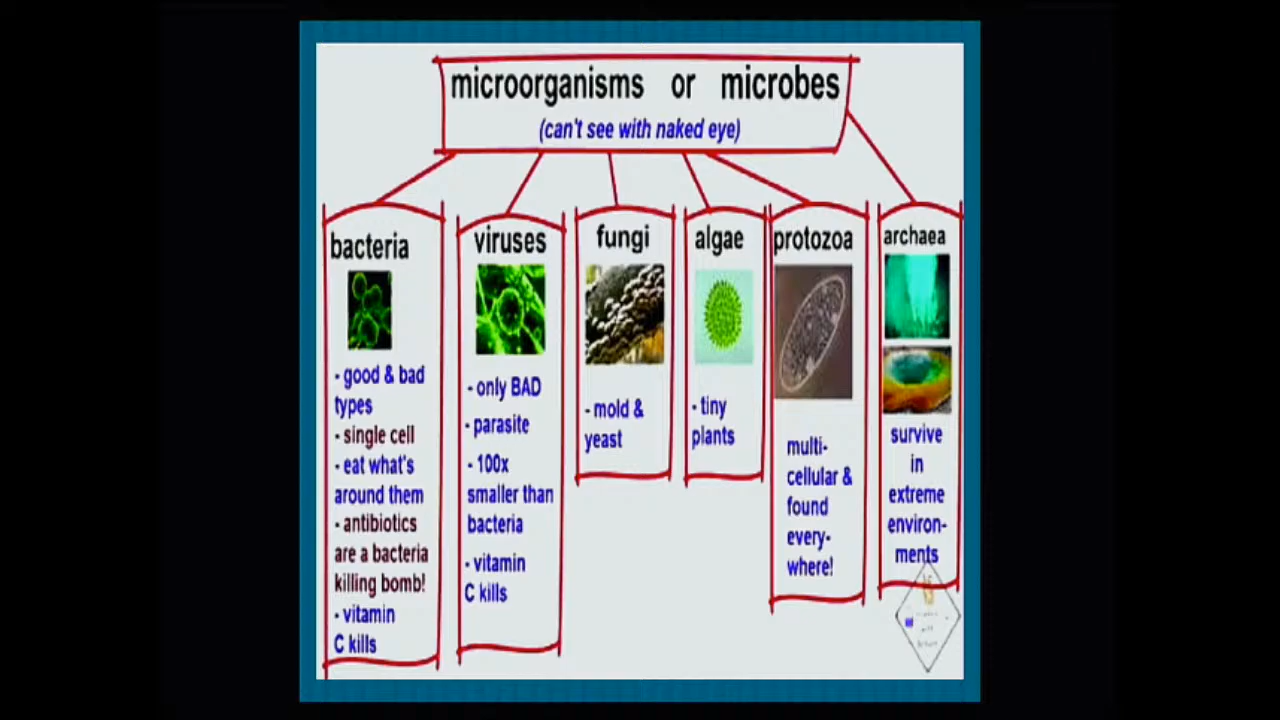 microorganisms or microbes
(can't see with naked eye)
bacteria
- good & bad
types
- single cell
- eat what's
around them
- antibiotics
are a bacteria
killing bomb!
- vitamin
C kills
viruses
- only BAD
- parasite
- 100x
smaller than
bacteria
- vitamin
C kills
fungi
- mold &
yeast
algae
- tiny
plants
protozoa
multi-
cellular &
found
every-
where!
archaea
survive
in
extreme
environ-
ments